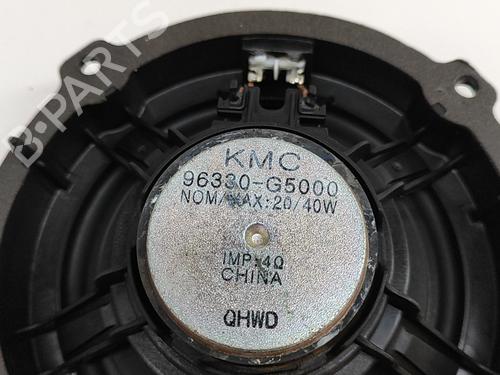 KMC
96330-G5000
NOM/MAX:20/40W
IMP:4Ω
CHINA
QHWD
B-PARTS